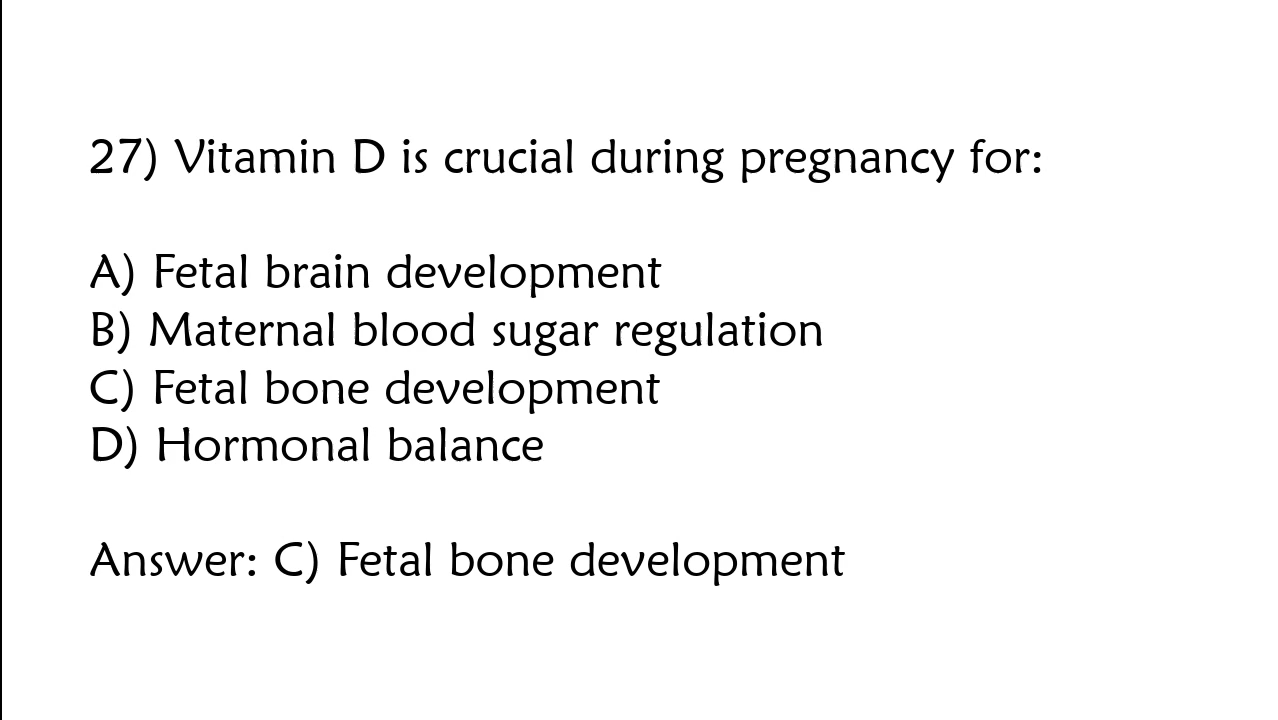 27) Vitamin D is crucial during pregnancy for:
A) Fetal brain development
B) Maternal blood sugar regulation
C) Fetal bone development
D) Hormonal balance
Answer: C) Fetal bone development